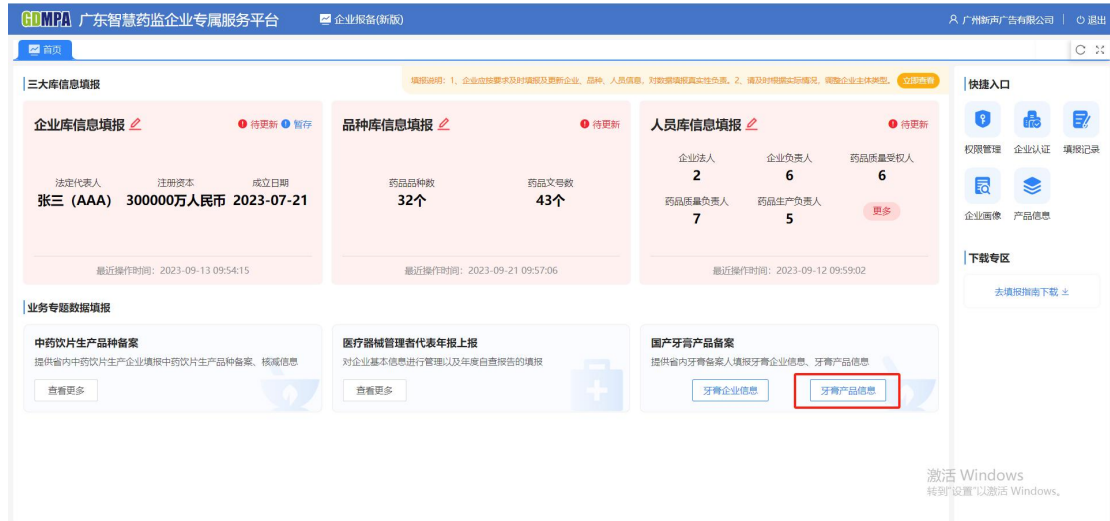 GDMPA 广东智慧药监企业专属服务平台 企业报备(新版) 广州新声广告有限公司 退出
首页
三大库信息填报
填报说明：1、企业应按要求及时填报及更新企业、品种、人员信息，对数据填报真实性负责。2、请及时根据实际情况，调整企业主体类型。 立即查看
企业库信息填报 待更新 暂存
法定代表人 注册资本 成立日期
张三（AAA） 300000万人民币 2023-07-21
最近操作时间：2023-09-13 09:54:15
品种库信息填报 待更新
药品品种数 药品文号数
32个 43个
最近操作时间：2023-09-21 09:57:06
人员库信息填报 待更新
企业法人 企业负责人 药品质量受权人
2 6 6
药品质量负责人 药品生产负责人 更多
7 5
最近操作时间：2023-09-12 09:59:02
业务专题数据填报
中药饮片生产品种备案
提供省内中药饮片生产企业填报中药饮片生产品种备案、核减信息
查看更多
医疗器械管理者代表年报上报
对企业基本信息进行管理以及年度自查报告的填报
查看更多
国产牙膏产品备案
提供省内牙膏备案人填报牙膏企业信息、牙膏产品信息
牙膏企业信息 牙膏产品信息
快捷入口
权限管理 企业认证 填报记录
企业画像 产品信息
下载专区
去填报指南下载
激活 Windows
转到"设置"以激活 Windows。